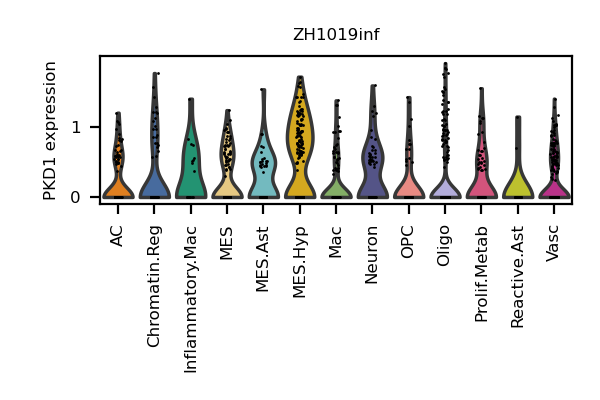 ZH1019inf
PKD1 expression
1
0
AC
Chromatin.Reg
Inflammatory.Mac
MES
MES.Ast
MES.Hyp
Mac
Neuron
OPC
Oligo
Prolif.Metab
Reactive.Ast
Vasc